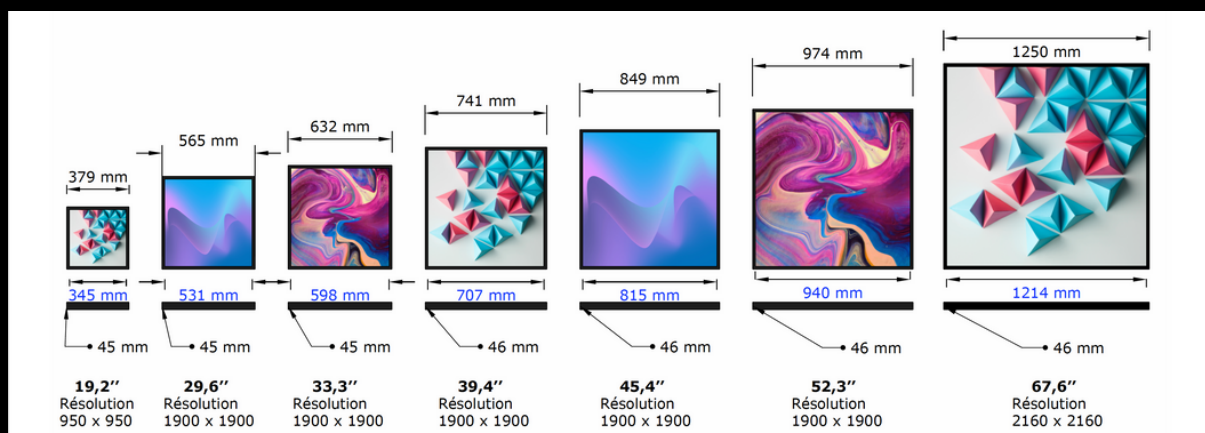 379 mm
565 mm
632 mm
741 mm
849 mm
974 mm
1250 mm
345 mm
531 mm
598 mm
707 mm
815 mm
940 mm
1214 mm
45 mm
45 mm
45 mm
46 mm
46 mm
46 mm
46 mm
19,2’’
Résolution
950 x 950
29,6’’
Résolution
1900 x 1900
33,3’’
Résolution
1900 x 1900
39,4’’
Résolution
1900 x 1900
45,4’’
Résolution
1900 x 1900
52,3’’
Résolution
1900 x 1900
67,6’’
Résolution
2160 x 2160